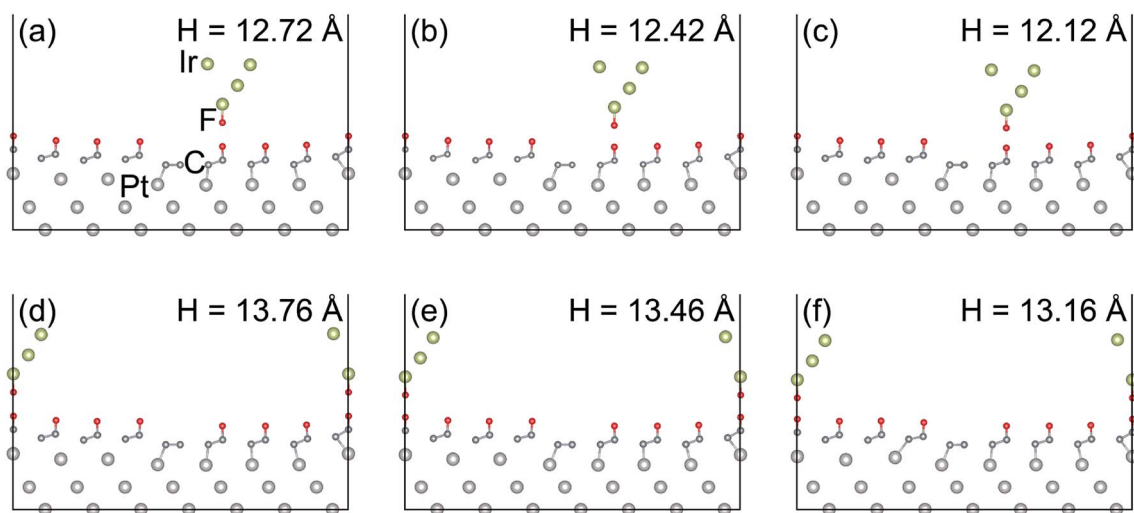 (a) H = 12.72 Å
Ir
F
C
Pt
(b) H = 12.42 Å
(c) H = 12.12 Å
(d) H = 13.76 Å
(e) H = 13.46 Å
(f) H = 13.16 Å